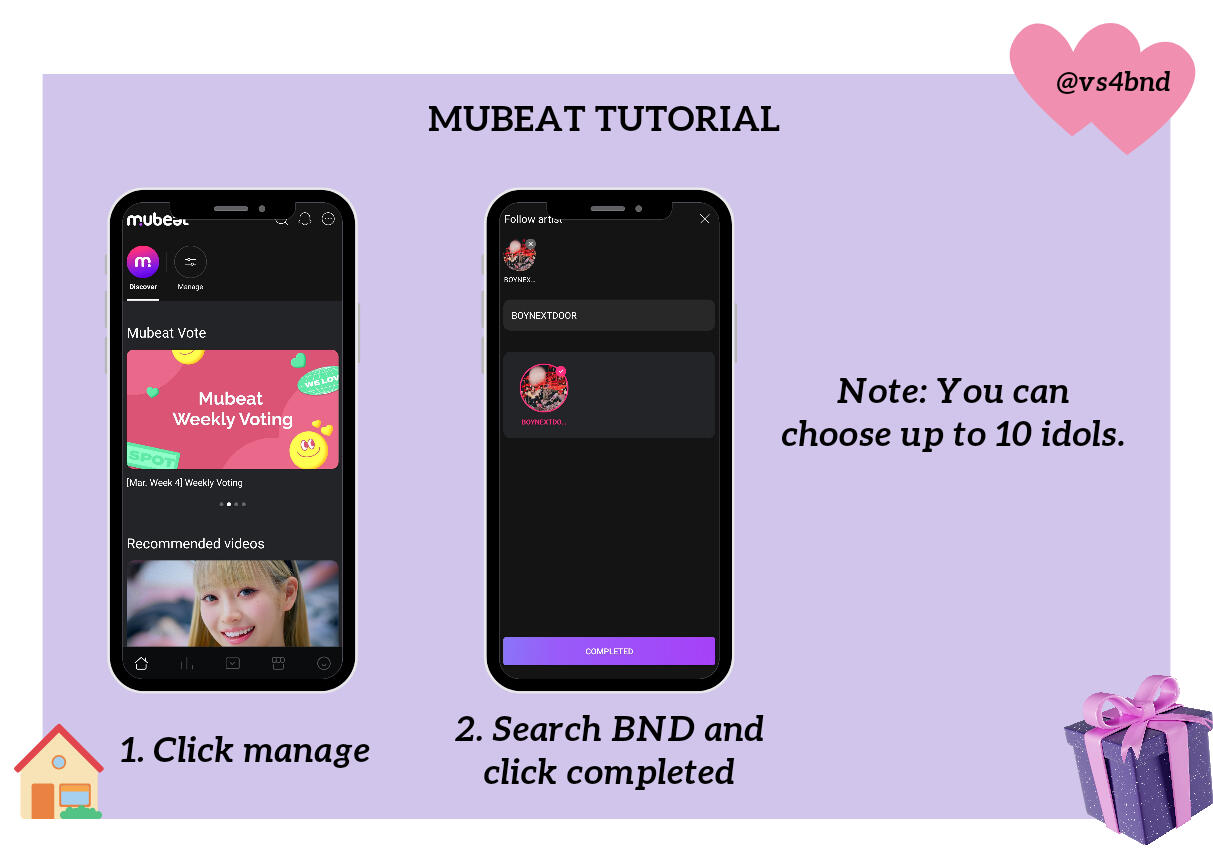 @vs4bnd
MUBEAT TUTORIAL
mubeat
Discover
Manage
Mubeat Vote
WE LOV
Mubeat
Weekly Voting
SPOT
[Mar. Week 4] Weekly Voting
Recommended videos
1. Click manage
Follow artist
BOYNEX...
BOYNEXTDOOR
BOYNEXTDO...
COMPLETED
2. Search BND and
click completed
Note: You can
choose up to 10 idols.